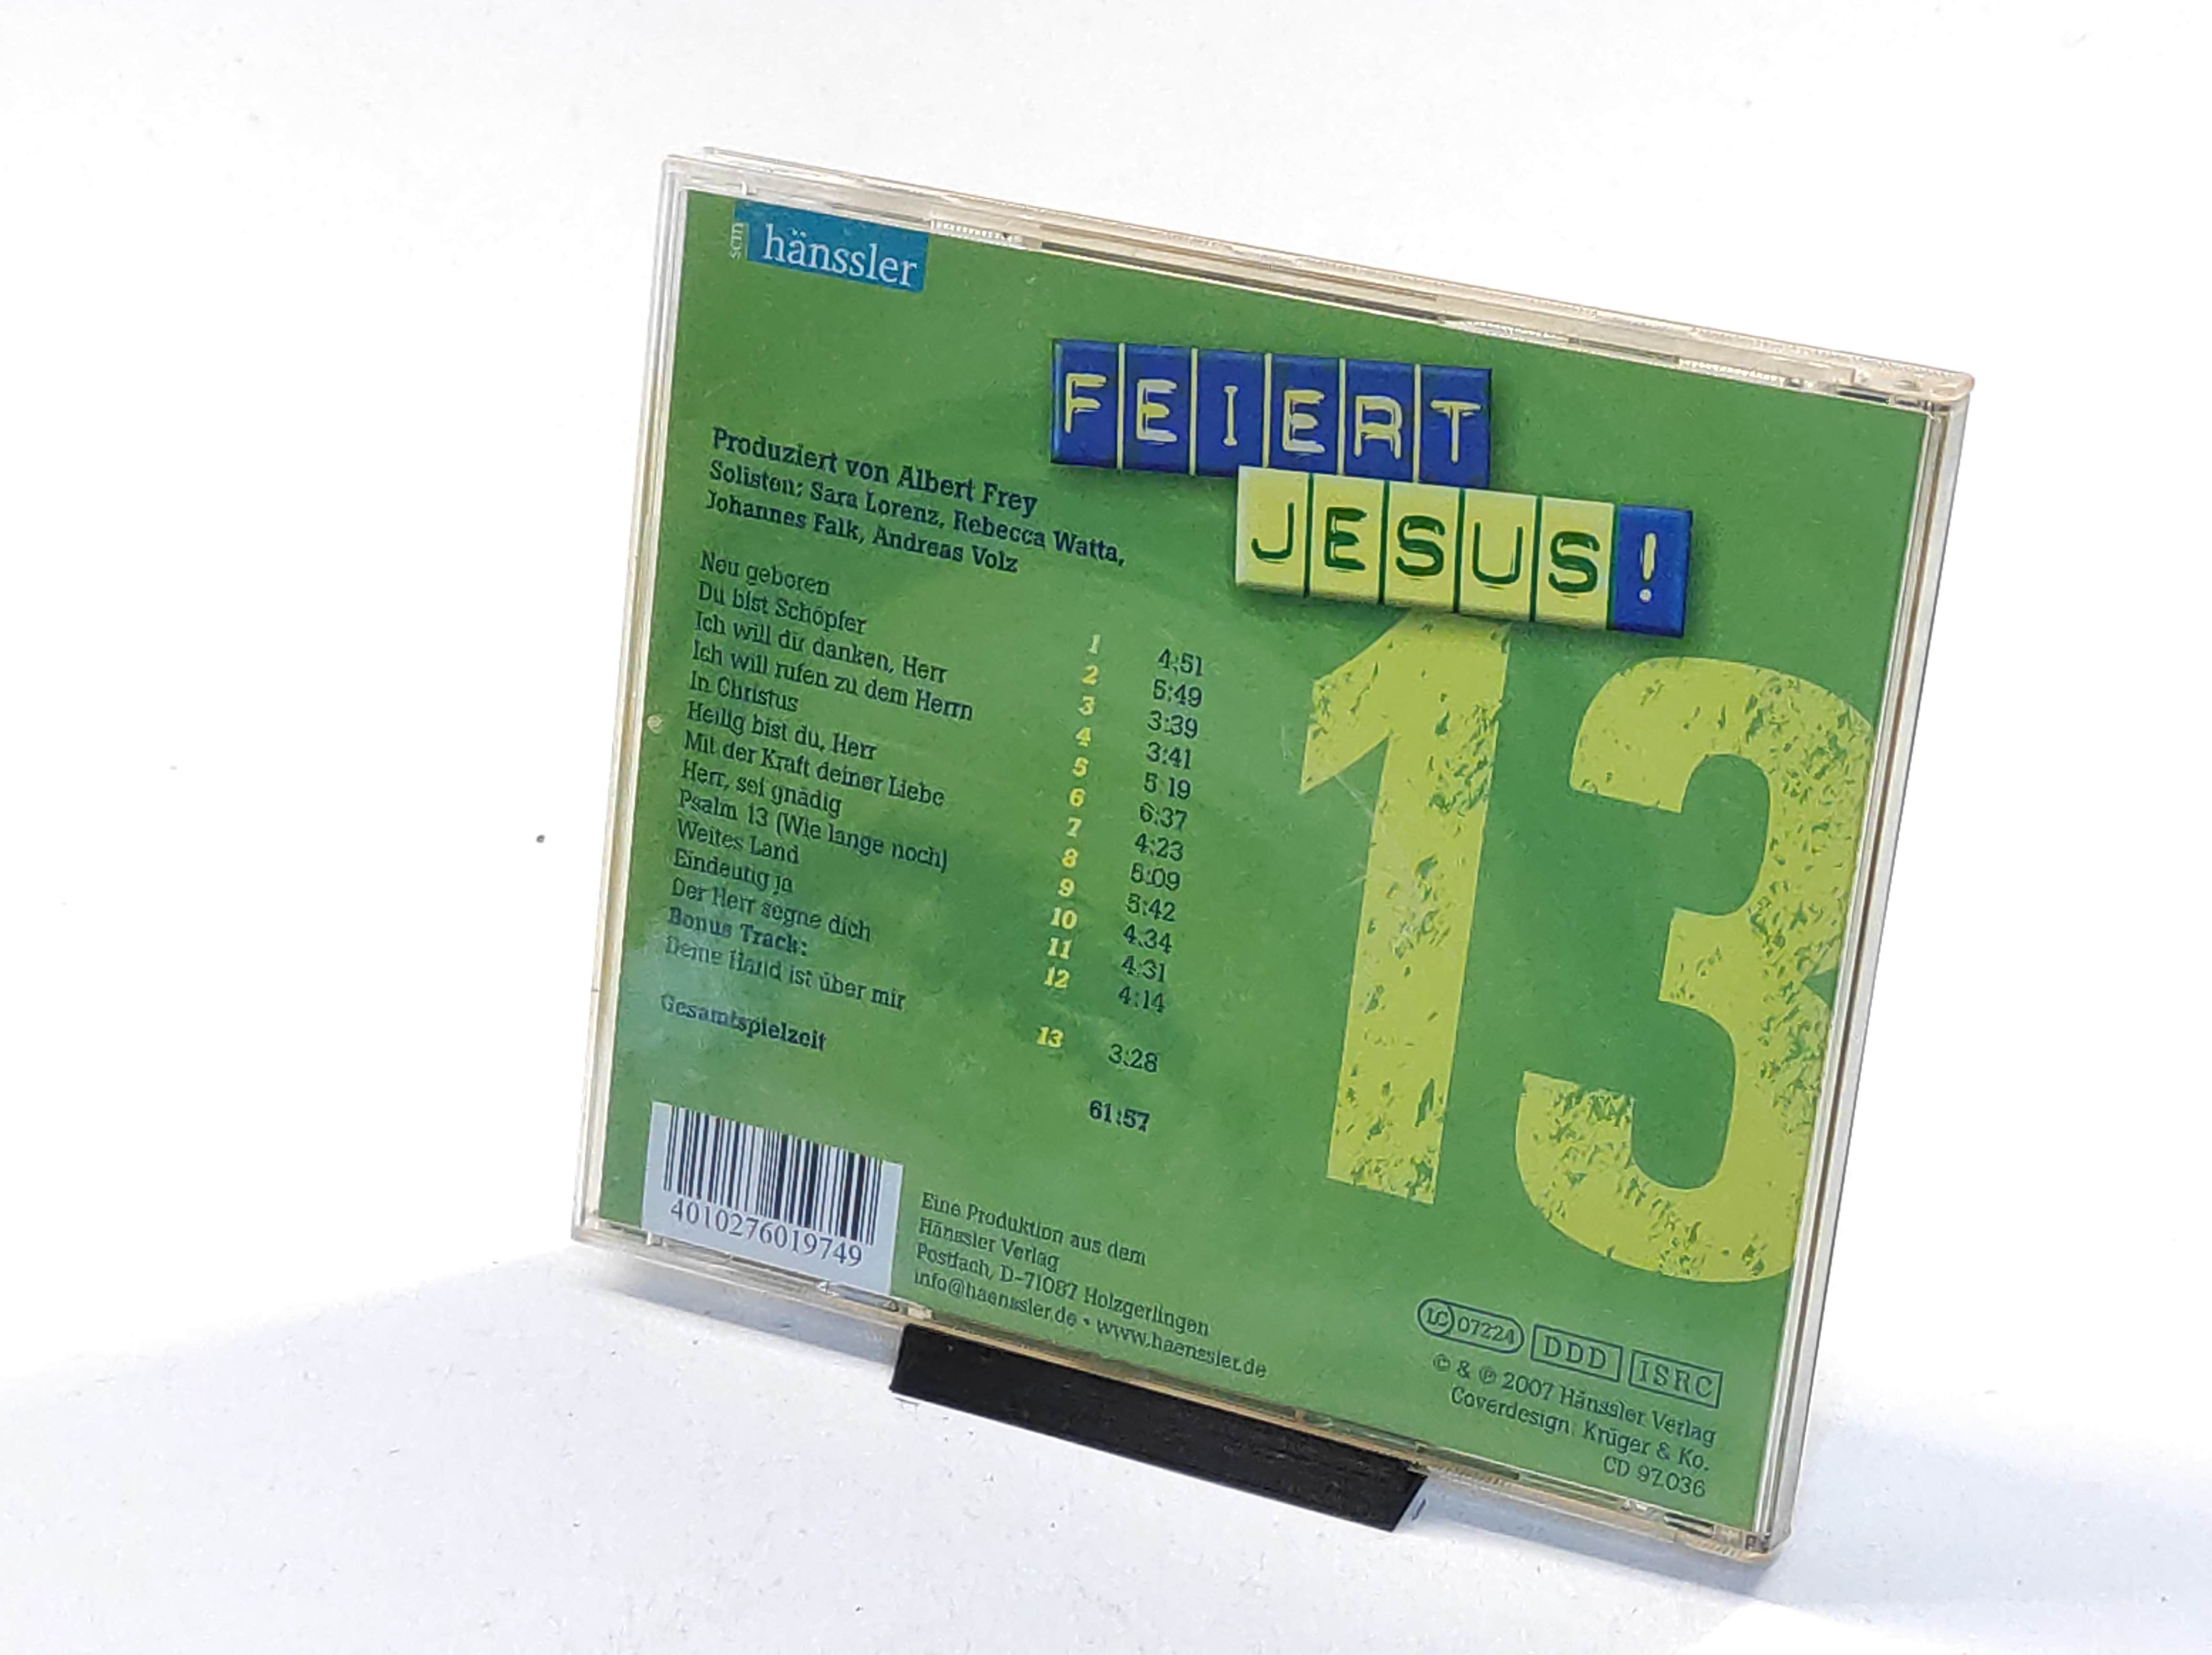 scm hänssler
FEIERT
JESUS!
13
Produziert von Albert Frey
Solisten: Sara Lorenz, Rebecca Watta,
Johannes Falk, Andreas Volz
Neu geboren 1 4:51
Du bist Schöpfer 2 5:49
Ich will dir danken, Herr 3 3:39
Ich will rufen zu dem Herrn 4 3:41
In Christus 5 5:19
Heilig bist du, Herr 6 6:37
Mit der Kraft deiner Liebe 7 4:23
Herr, sei gnädig 8 5:09
Psalm 13 (Wie lange noch) 9 5:42
Weites Land 10 4:34
Eindeutig ja 11 4:31
Der Herr segne dich 12 4:14
Bonus Track:
Deine Hand ist über mir 13 3:28
Gesamtspielzeit 61:57
4010276019749
Eine Produktion aus dem
Hänssler Verlag
Postfach, D-71087 Holzgerlingen
info@haenssler.de • www.haenssler.de
LC 07224 DDD ISRC
© & ℗ 2007 Hänssler Verlag
Coverdesign: Krüger & Ko.
CD 97.036